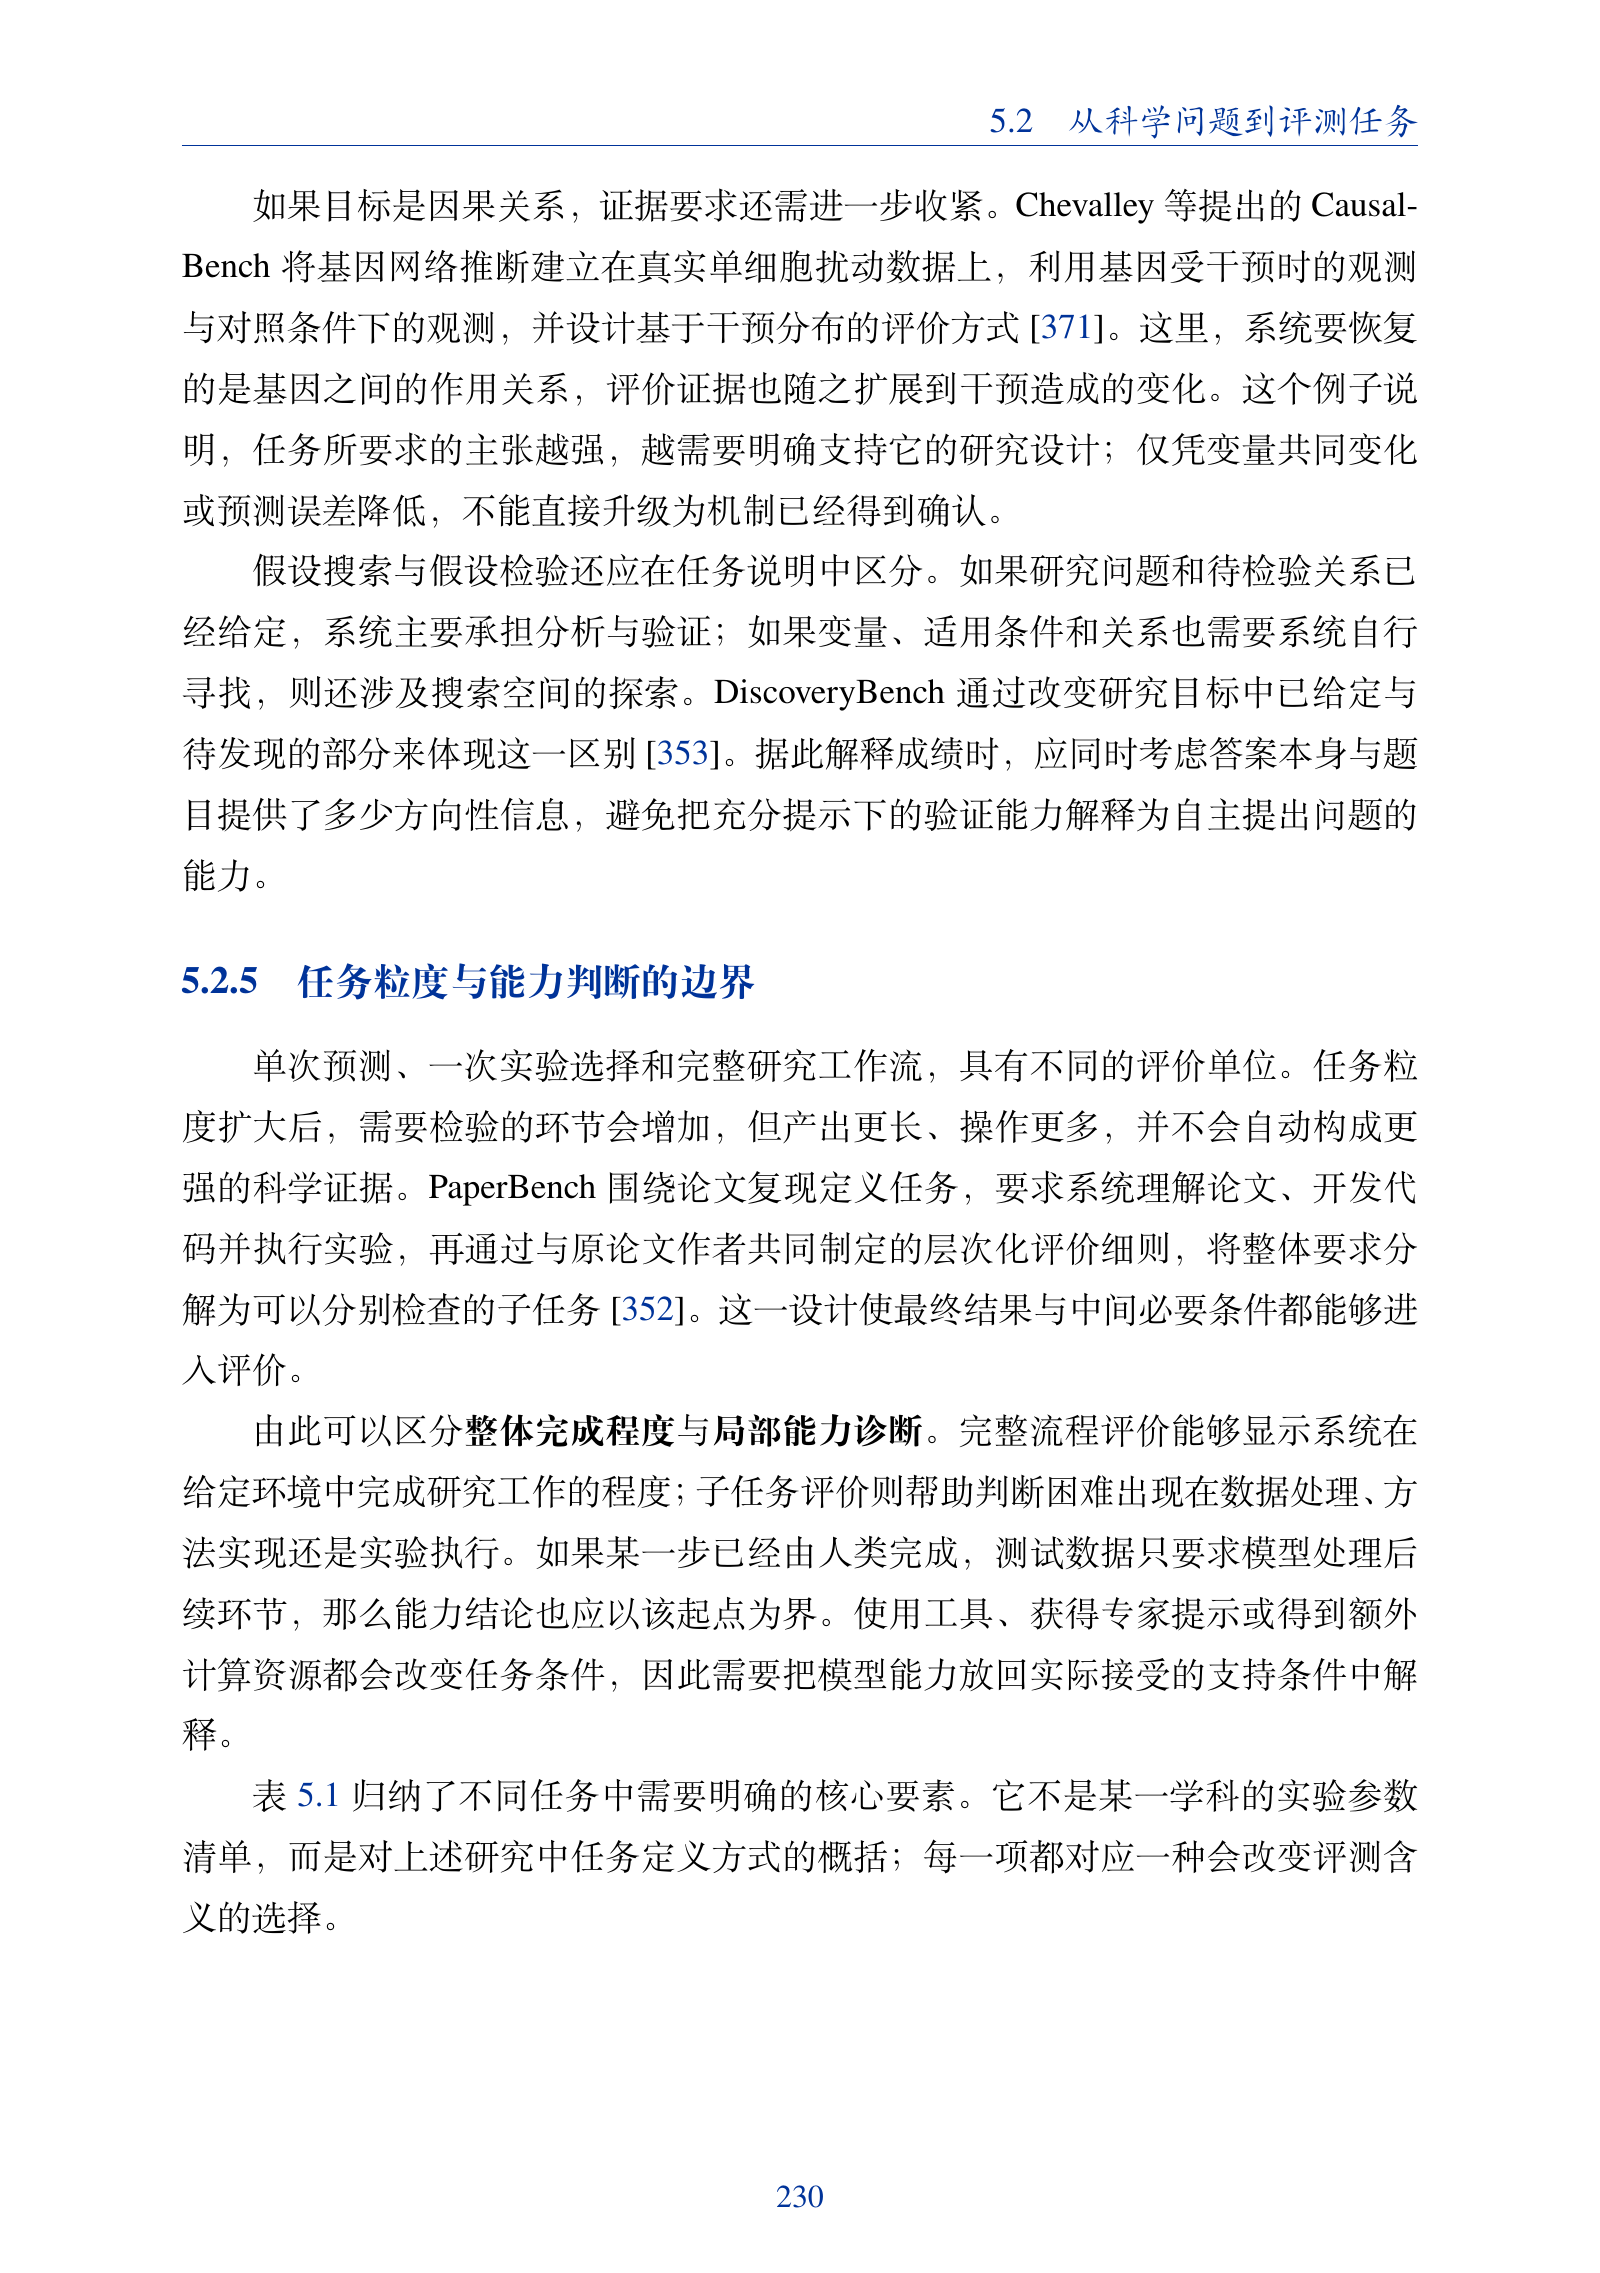 5.2 从科学问题到评测任务
如果目标是因果关系，证据要求还需进一步收紧。Chevalley 等提出的 Causal-
Bench 将基因网络推断建立在真实单细胞扰动数据上，利用基因受干预时的观测
与对照条件下的观测，并设计基于干预分布的评价方式 [371]。这里，系统要恢复
的是基因之间的作用关系，评价证据也随之扩展到干预造成的变化。这个例子说
明，任务所要求的主张越强，越需要明确支持它的研究设计；仅凭变量共同变化
或预测误差降低，不能直接升级为机制已经得到确认。
假设搜索与假设检验还应在任务说明中区分。如果研究问题和待检验关系已
经给定，系统主要承担分析与验证；如果变量、适用条件和关系也需要系统自行
寻找，则还涉及搜索空间的探索。DiscoveryBench 通过改变研究目标中已给定与
待发现的部分来体现这一区别 [353]。据此解释成绩时，应同时考虑答案本身与题
目提供了多少方向性信息，避免把充分提示下的验证能力解释为自主提出问题的
能力。
5.2.5 任务粒度与能力判断的边界
单次预测、一次实验选择和完整研究工作流，具有不同的评价单位。任务粒
度扩大后，需要检验的环节会增加，但产出更长、操作更多，并不会自动构成更
强的科学证据。PaperBench 围绕论文复现定义任务，要求系统理解论文、开发代
码并执行实验，再通过与原论文作者共同制定的层次化评价细则，将整体要求分
解为可以分别检查的子任务 [352]。这一设计使最终结果与中间必要条件都能够进
入评价。
由此可以区分整体完成程度与局部能力诊断。完整流程评价能够显示系统在
给定环境中完成研究工作的程度；子任务评价则帮助判断困难出现在数据处理、方
法实现还是实验执行。如果某一步已经由人类完成，测试数据只要求模型处理后
续环节，那么能力结论也应以该起点为界。使用工具、获得专家提示或得到额外
计算资源都会改变任务条件，因此需要把模型能力放回实际接受的支持条件中解
释。
表 5.1 归纳了不同任务中需要明确的核心要素。它不是某一学科的实验参数
清单，而是对上述研究中任务定义方式的概括；每一项都对应一种会改变评测含
义的选择。
230